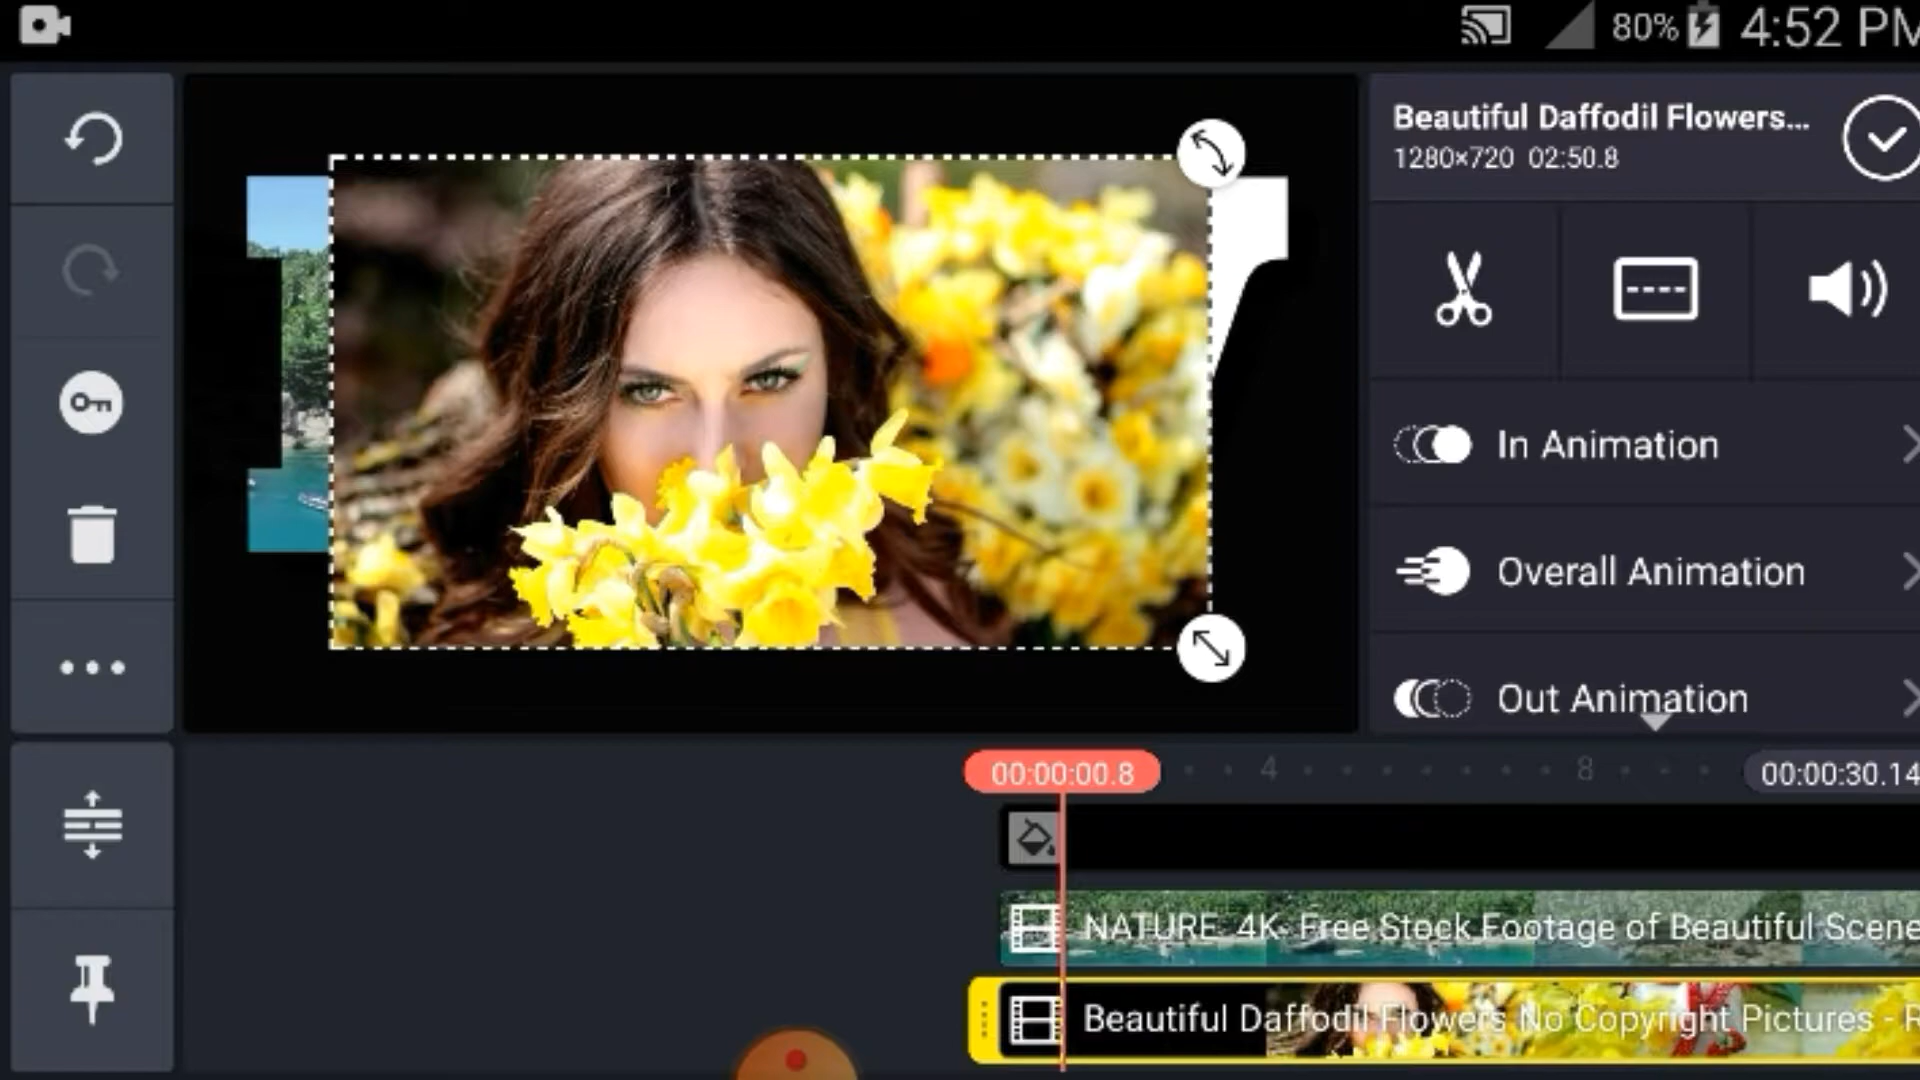 80% 4:52 PM
Beautiful Daffodil Flowers...
1280×720 02:50.8
In Animation
Overall Animation
Out Animation
00:00:00.8 4 8 00:00:30.14
NATURE 4K- Free Stock Footage of Beautiful Scene
Beautiful Daffodil Flowers No Copyright Pictures - R